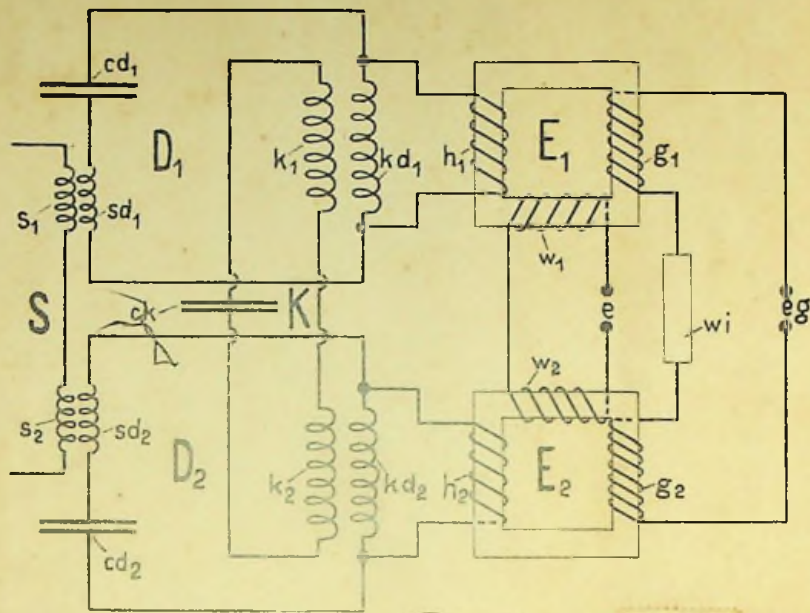 cd₁
D₁
k₁
kd₁
h₁
E₁
g₁
s₁
sd₁
w₁
S
ck
K
e
wi
eg
w₂
s₂
sd₂
D₂
k₂
kd₂
h₂
E₂
g₂
cd₂